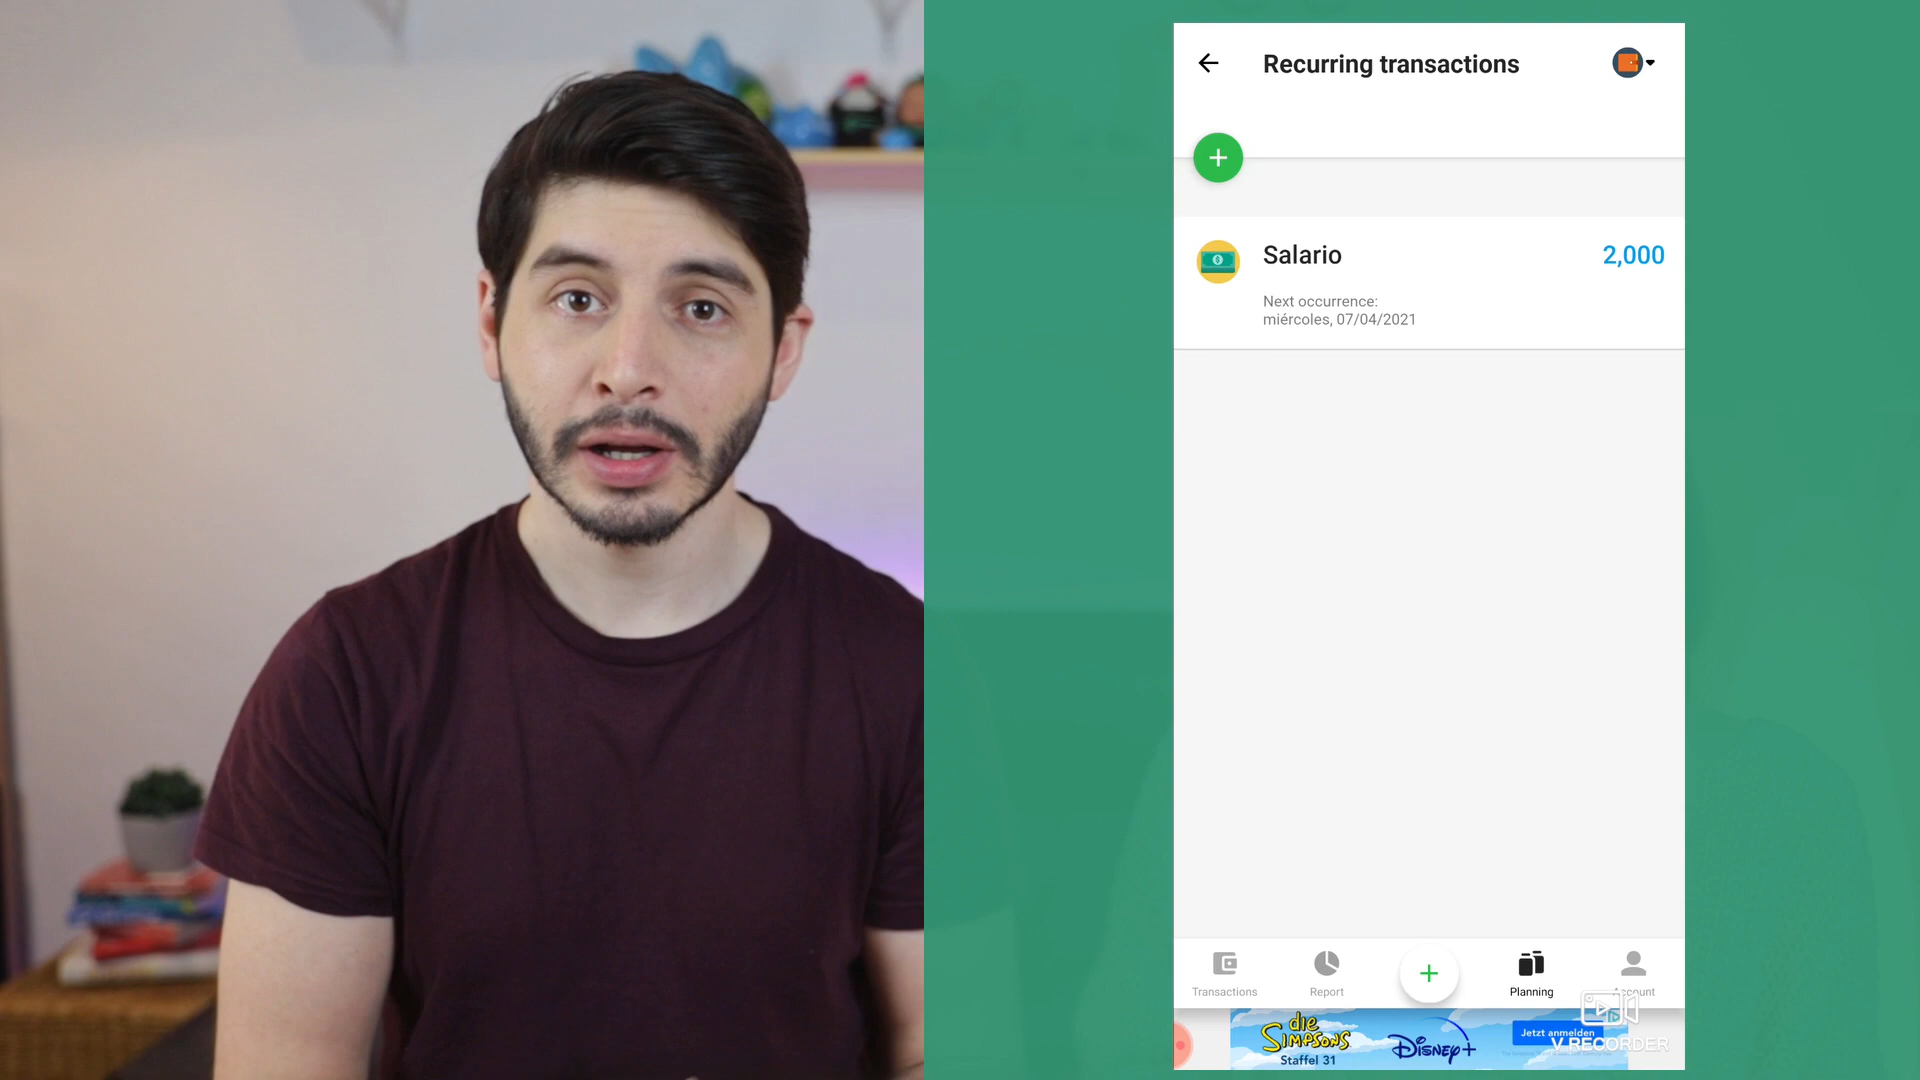 Recurring transactions
Salario
2,000
Next occurrence:
miércoles, 07/04/2021
Transactions
Report
Planning
Account
die
SIMPSONS
Staffel 31
Disney+
Jetzt anmelden
V RECORDER